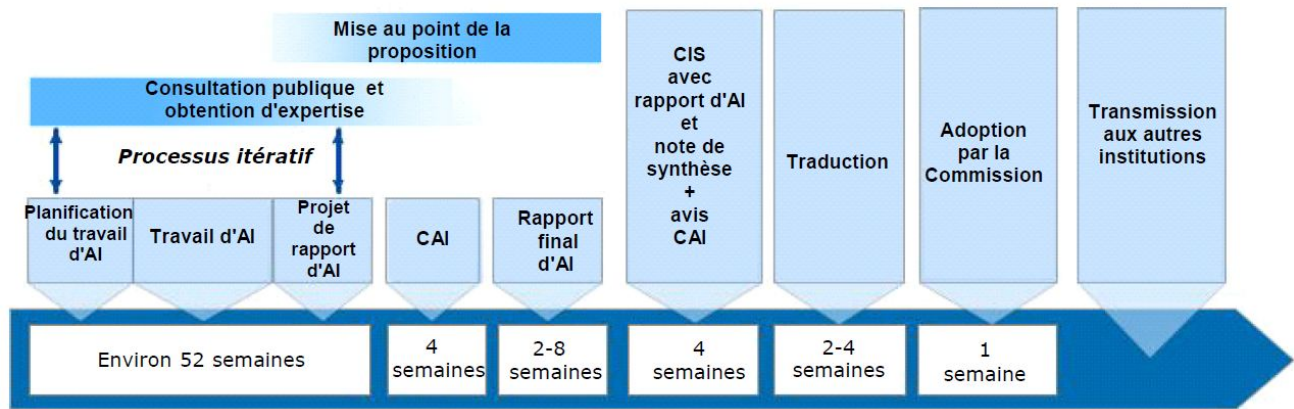 Mise au point de la
proposition
Consultation publique et
obtention d'expertise
Processus itératif
Planification
du travail
d'AI
Travail d'AI
Projet
de
rapport
d'AI
CAI
Rapport
final
d'AI
CIS
avec
rapport d'AI
et
note de
synthèse
+
avis
CAI
Traduction
Adoption
par la
Commission
Transmission
aux autres
institutions
Environ 52 semaines
4
semaines
2-8
semaines
4
semaines
2-4
semaines
1
semaine